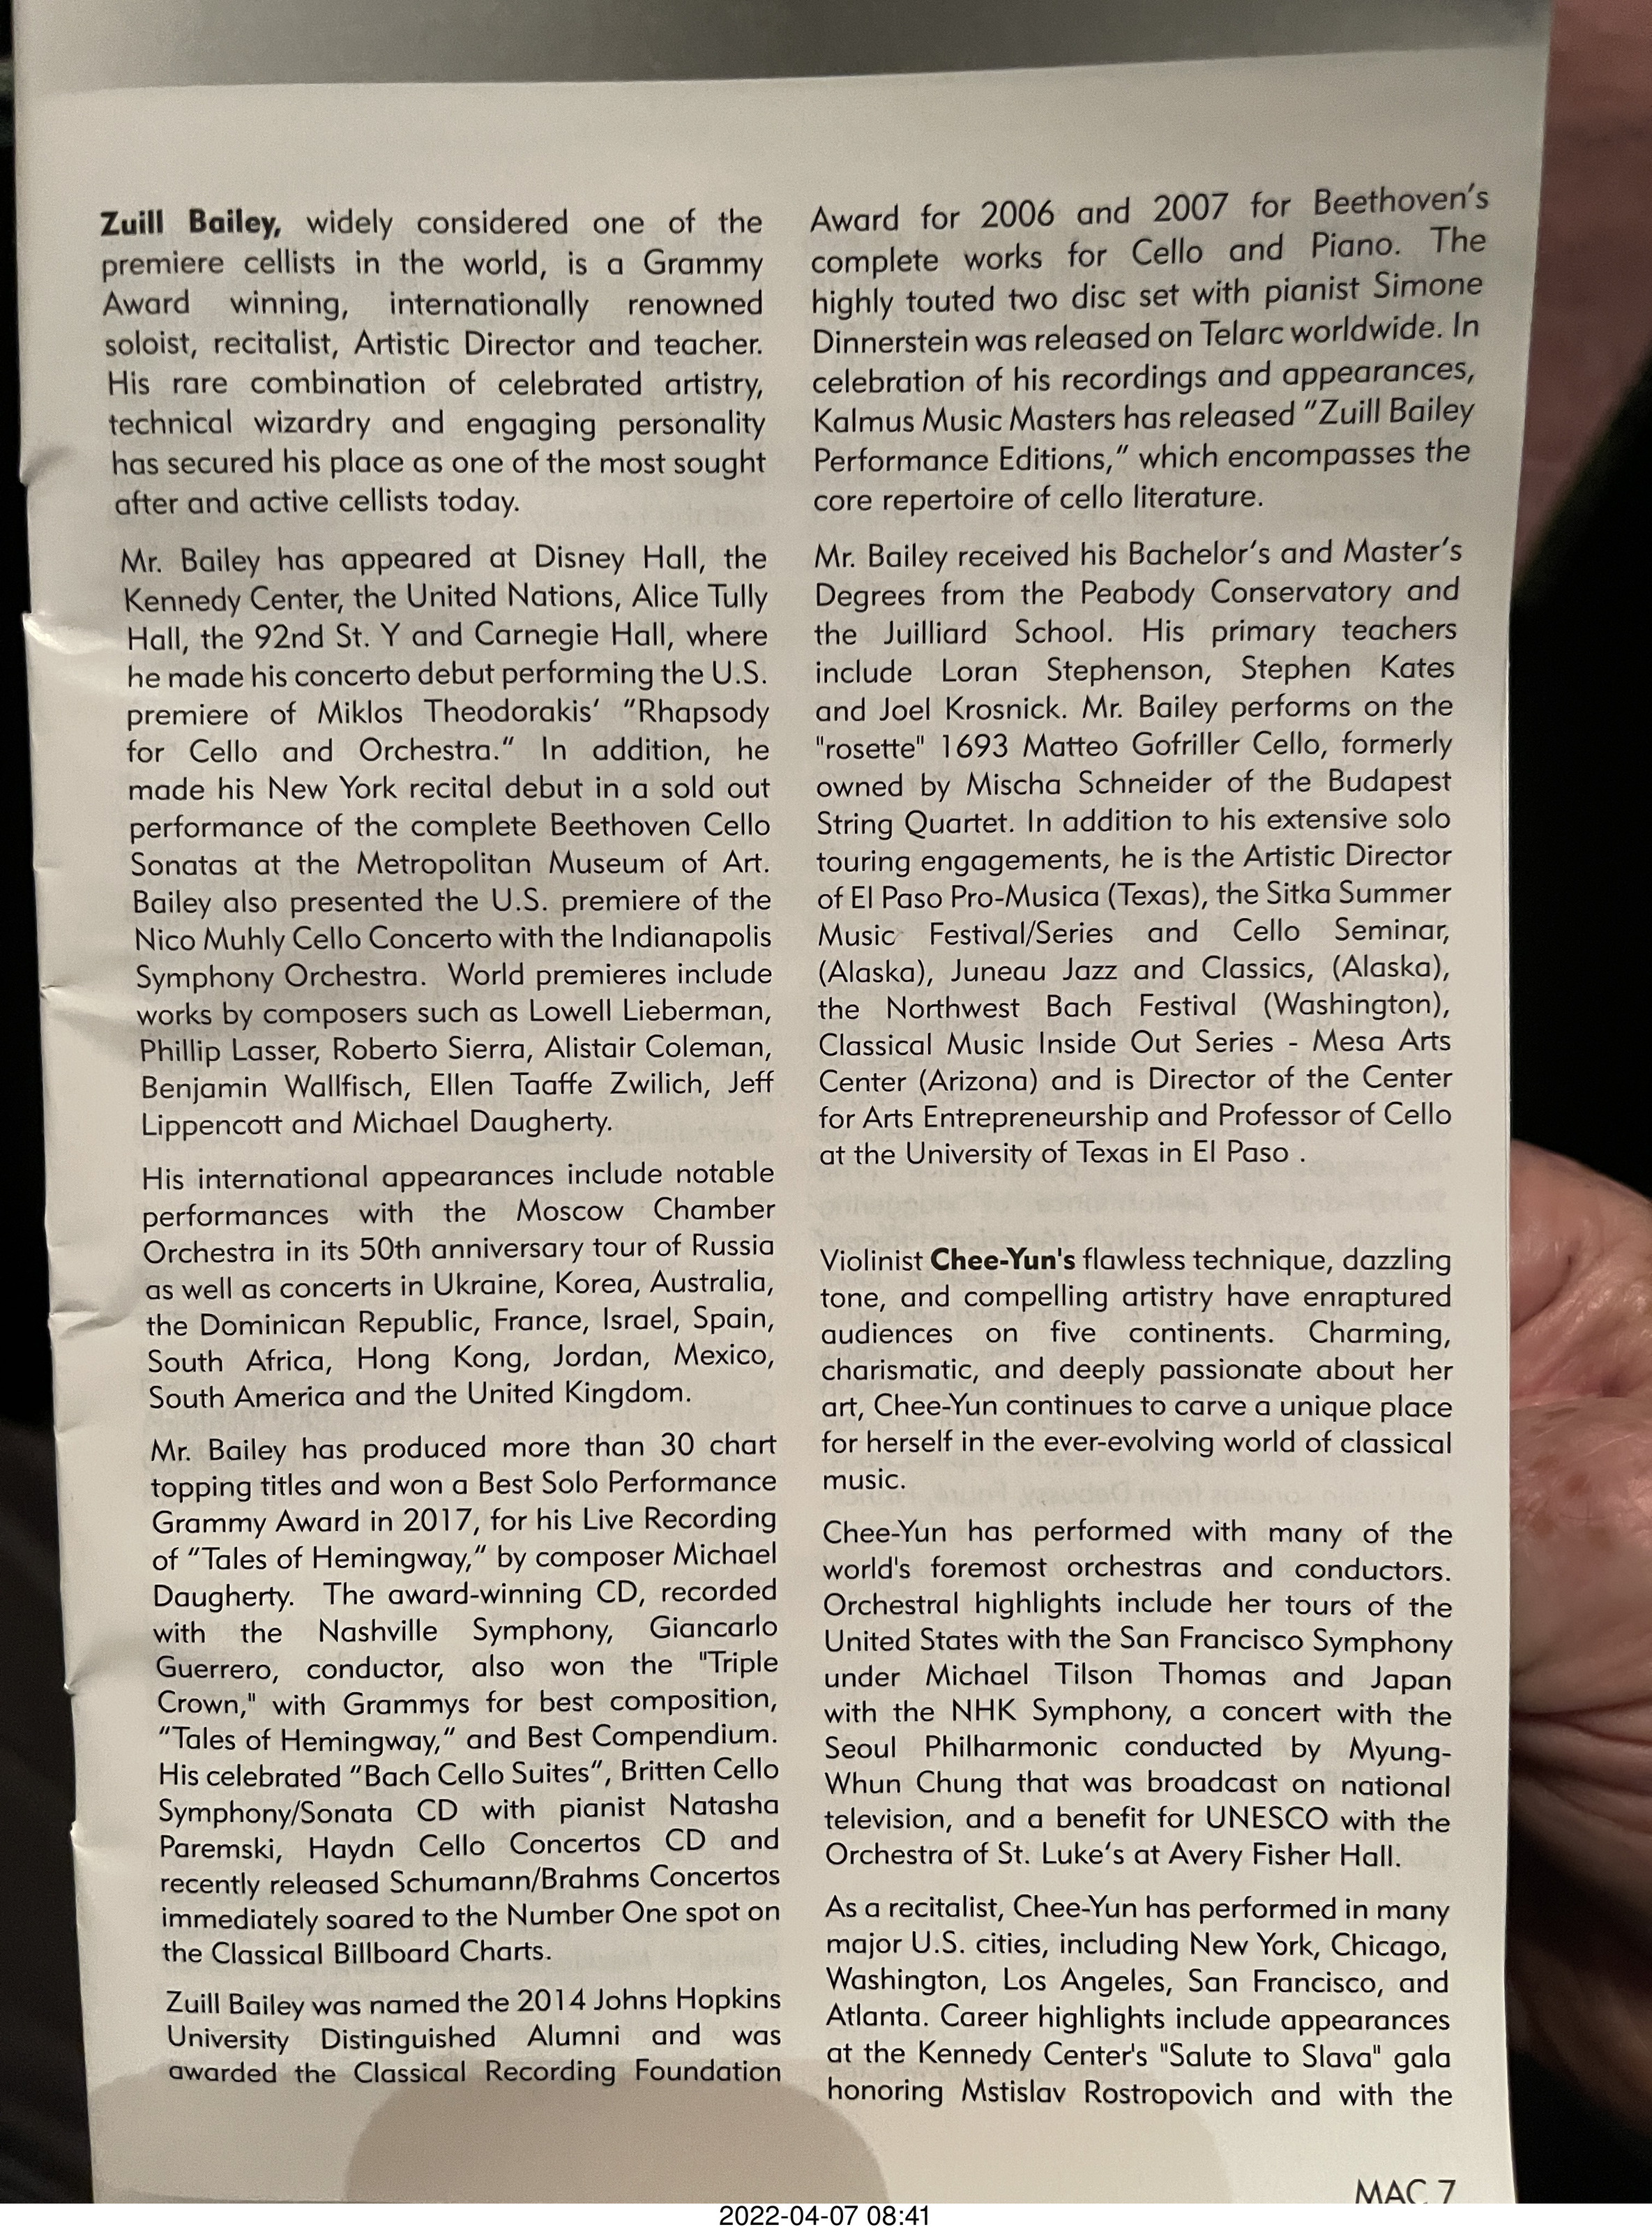 Zuill Bailey, widely considered one of the
premiere cellists in the world, is a Grammy
Award winning, internationally renowned
soloist, recitalist, Artistic Director and teacher.
His rare combination of celebrated artistry,
technical wizardry and engaging personality
has secured his place as one of the most sought
after and active cellists today.
Mr. Bailey has appeared at Disney Hall, the
Kennedy Center, the United Nations, Alice Tully
Hall, the 92nd St. Y and Carnegie Hall, where
he made his concerto debut performing the U.S.
premiere of Miklos Theodorakis’ “Rhapsody
for Cello and Orchestra.” In addition, he
made his New York recital debut in a sold out
performance of the complete Beethoven Cello
Sonatas at the Metropolitan Museum of Art.
Bailey also presented the U.S. premiere of the
Nico Muhly Cello Concerto with the Indianapolis
Symphony Orchestra. World premieres include
works by composers such as Lowell Lieberman,
Phillip Lasser, Roberto Sierra, Alistair Coleman,
Benjamin Wallfisch, Ellen Taaffe Zwilich, Jeff
Lippencott and Michael Daugherty.
His international appearances include notable
performances with the Moscow Chamber
Orchestra in its 50th anniversary tour of Russia
as well as concerts in Ukraine, Korea, Australia,
the Dominican Republic, France, Israel, Spain,
South Africa, Hong Kong, Jordan, Mexico,
South America and the United Kingdom.
Mr. Bailey has produced more than 30 chart
topping titles and won a Best Solo Performance
Grammy Award in 2017, for his Live Recording
of “Tales of Hemingway,” by composer Michael
Daugherty. The award-winning CD, recorded
with the Nashville Symphony, Giancarlo
Guerrero, conductor, also won the "Triple
Crown," with Grammys for best composition,
“Tales of Hemingway,” and Best Compendium.
His celebrated “Bach Cello Suites”, Britten Cello
Symphony/Sonata CD with pianist Natasha
Paremski, Haydn Cello Concertos CD and
recently released Schumann/Brahms Concertos
immediately soared to the Number One spot on
the Classical Billboard Charts.
Zuill Bailey was named the 2014 Johns Hopkins
University Distinguished Alumni and was
awarded the Classical Recording Foundation
Award for 2006 and 2007 for Beethoven’s
complete works for Cello and Piano. The
highly touted two disc set with pianist Simone
Dinnerstein was released on Telarc worldwide. In
celebration of his recordings and appearances,
Kalmus Music Masters has released “Zuill Bailey
Performance Editions,” which encompasses the
core repertoire of cello literature.
Mr. Bailey received his Bachelor’s and Master’s
Degrees from the Peabody Conservatory and
the Juilliard School. His primary teachers
include Loran Stephenson, Stephen Kates
and Joel Krosnick. Mr. Bailey performs on the
"rosette" 1693 Matteo Gofriller Cello, formerly
owned by Mischa Schneider of the Budapest
String Quartet. In addition to his extensive solo
touring engagements, he is the Artistic Director
of El Paso Pro-Musica (Texas), the Sitka Summer
Music Festival/Series and Cello Seminar,
(Alaska), Juneau Jazz and Classics, (Alaska),
the Northwest Bach Festival (Washington),
Classical Music Inside Out Series - Mesa Arts
Center (Arizona) and is Director of the Center
for Arts Entrepreneurship and Professor of Cello
at the University of Texas in El Paso .
Violinist Chee-Yun's flawless technique, dazzling
tone, and compelling artistry have enraptured
audiences on five continents. Charming,
charismatic, and deeply passionate about her
art, Chee-Yun continues to carve a unique place
for herself in the ever-evolving world of classical
music.
Chee-Yun has performed with many of the
world's foremost orchestras and conductors.
Orchestral highlights include her tours of the
United States with the San Francisco Symphony
under Michael Tilson Thomas and Japan
with the NHK Symphony, a concert with the
Seoul Philharmonic conducted by Myung-
Whun Chung that was broadcast on national
television, and a benefit for UNESCO with the
Orchestra of St. Luke’s at Avery Fisher Hall.
As a recitalist, Chee-Yun has performed in many
major U.S. cities, including New York, Chicago,
Washington, Los Angeles, San Francisco, and
Atlanta. Career highlights include appearances
at the Kennedy Center's "Salute to Slava" gala
honoring Mstislav Rostropovich and with the
MAC 7
2022-04-07 08:41